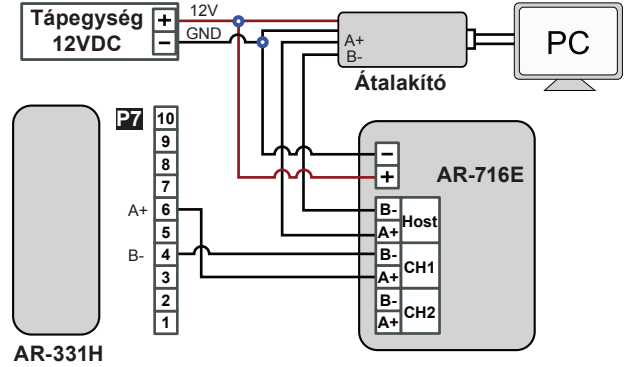 Tápegység
12VDC
+
−
12V
GND
A+
B-
Átalakító
PC
P7
10
9
8
7
A+ 6
5
B- 4
3
2
1
AR-331H
−
+
AR-716E
B-
A+
Host
B-
A+
CH1
B-
A+
CH2